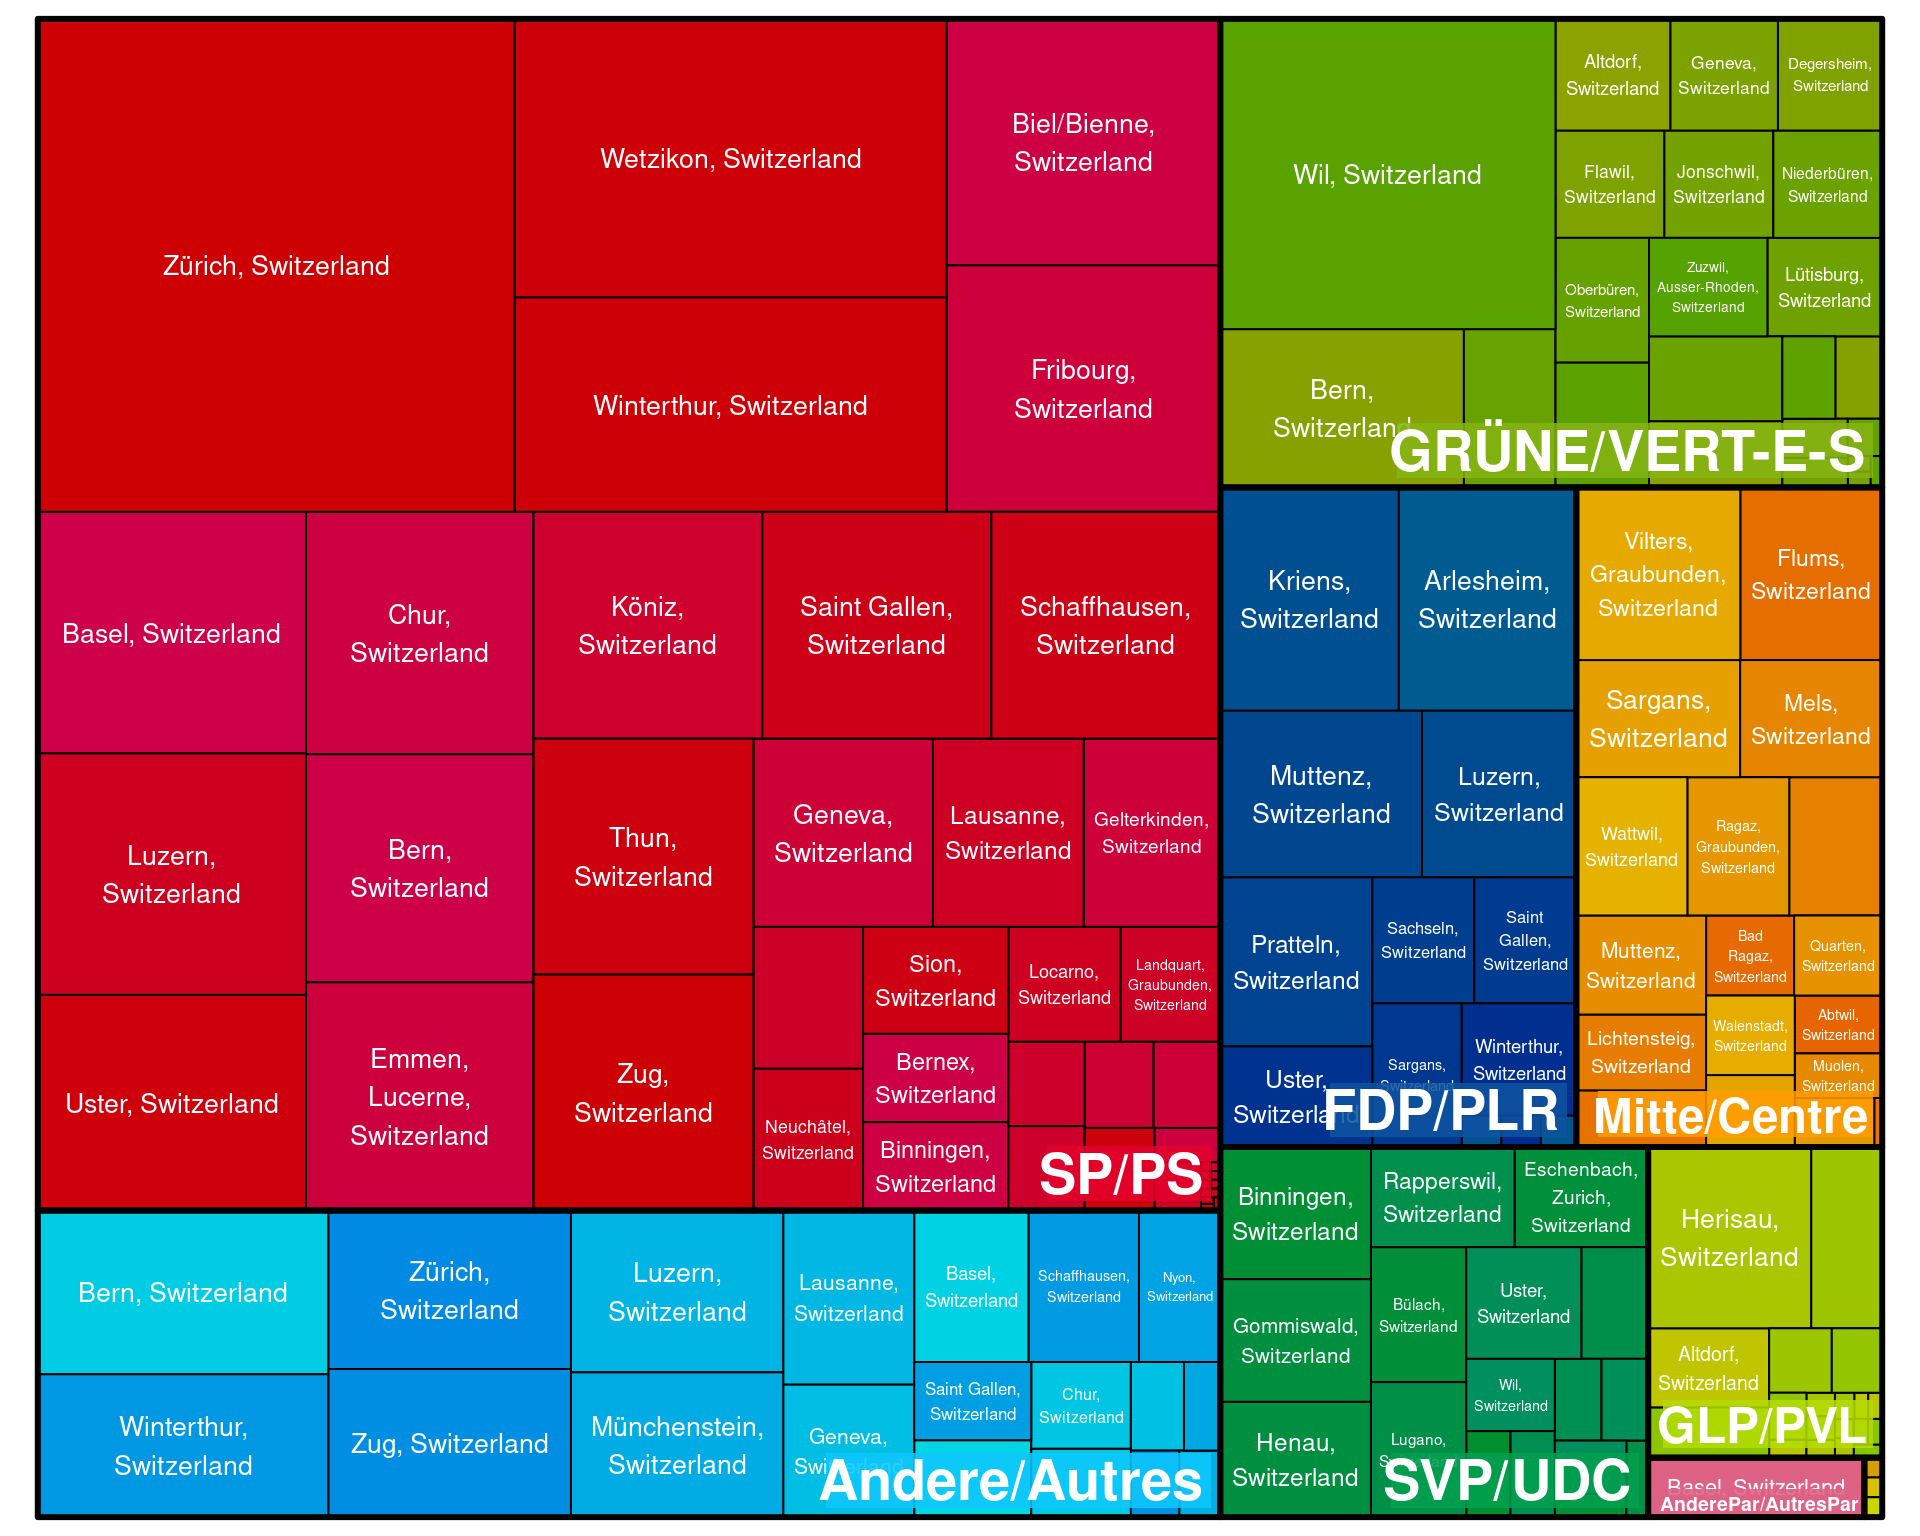 Zürich, Switzerland
Wetzikon, Switzerland
Winterthur, Switzerland
Biel/Bienne,
Switzerland
Fribourg,
Switzerland
Basel, Switzerland
Chur,
Switzerland
Köniz,
Switzerland
Saint Gallen,
Switzerland
Schaffhausen,
Switzerland
Luzern,
Switzerland
Bern,
Switzerland
Thun,
Switzerland
Geneva,
Switzerland
Lausanne,
Switzerland
Gelterkinden,
Switzerland
Uster, Switzerland
Emmen,
Lucerne,
Switzerland
Zug,
Switzerland
Sion,
Switzerland
Locarno,
Switzerland
Landquart,
Graubunden,
Switzerland
Neuchâtel,
Switzerland
Bernex,
Switzerland
Binningen,
Switzerland
SP/PS
Bern, Switzerland
Zürich,
Switzerland
Luzern,
Switzerland
Lausanne,
Switzerland
Basel,
Switzerland
Schaffhausen,
Switzerland
Nyon,
Switzerland
Winterthur,
Switzerland
Zug, Switzerland
Münchenstein,
Switzerland
Geneva,
Switzerland
Saint Gallen,
Switzerland
Chur,
Switzerland
Andere/Autres
Wil, Switzerland
Altdorf,
Switzerland
Geneva,
Switzerland
Degersheim,
Switzerland
Flawil,
Switzerland
Jonschwil,
Switzerland
Niederbüren,
Switzerland
Oberbüren,
Switzerland
Zuzwil,
Ausser-Rhoden,
Switzerland
Lütisburg,
Switzerland
Bern,
Switzerland
GRÜNE/VERT-E-S
Kriens,
Switzerland
Arlesheim,
Switzerland
Muttenz,
Switzerland
Luzern,
Switzerland
Pratteln,
Switzerland
Sachseln,
Switzerland
Saint
Gallen,
Switzerland
Uster,
Switzerland
Sargans,
Switzerland
Winterthur,
Switzerland
FDP/PLR
Vilters,
Graubunden,
Switzerland
Flums,
Switzerland
Sargans,
Switzerland
Mels,
Switzerland
Wattwil,
Switzerland
Ragaz,
Graubunden,
Switzerland
Muttenz,
Switzerland
Bad
Ragaz,
Switzerland
Quarten,
Switzerland
Lichtensteig,
Switzerland
Walenstadt,
Switzerland
Abtwil,
Switzerland
Muolen,
Switzerland
Mitte/Centre
Binningen,
Switzerland
Rapperswil,
Switzerland
Eschenbach,
Zurich,
Switzerland
Gommiswald,
Switzerland
Bülach,
Switzerland
Uster,
Switzerland
Wil,
Switzerland
Henau,
Switzerland
Lugano,
Switzerland
SVP/UDC
Herisau,
Switzerland
Altdorf,
Switzerland
GLP/PVL
Basel, Switzerland
AnderePar/AutresPar